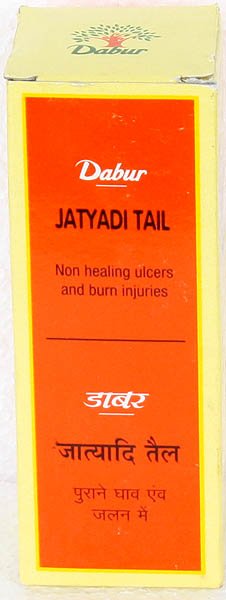 Dabur
Dabur
JATYADI TAIL
Non healing ulcers
and burn injuries
डाबर
जात्यादि तैल
पुराने घाव एंव
जलन में